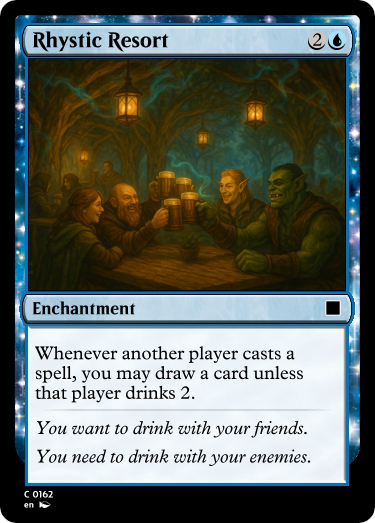 Rhystic Resort 2
Enchantment
Whenever another player casts a
spell, you may draw a card unless
that player drinks 2.
You want to drink with your friends.
You need to drink with your enemies.
C 0162
en